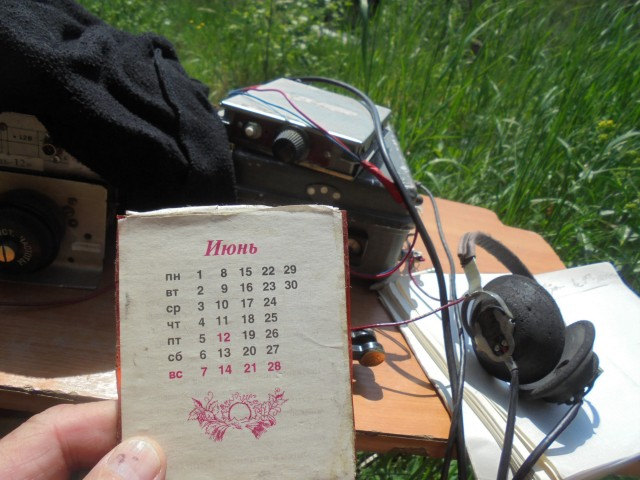 Июнь
пн 1 8 15 22 29
вт 2 9 16 23 30
ср 3 10 17 24
чт 4 11 18 25
пт 5 12 19 26
сб 6 13 20 27
вс 7 14 21 28